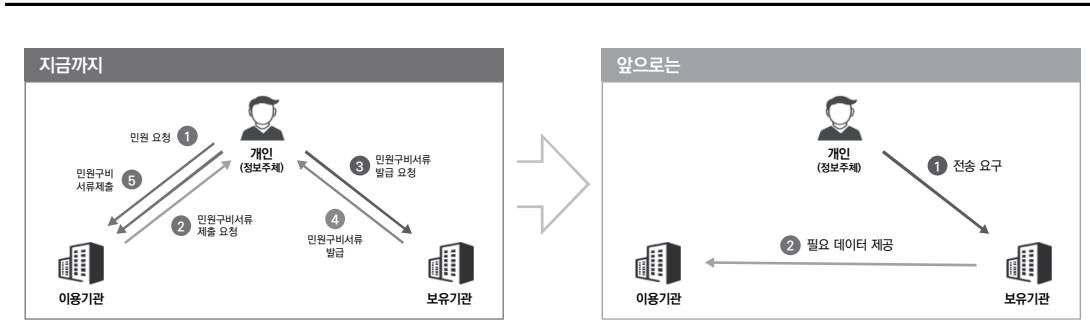 지금까지
민원 요청 1
민원구비
서류제출 5
개인
(정보주체)
3 민원구비서류
발급 요청
2 민원구비서류
제출 요청
4
민원구비서류
발급
이용기관
보유기관
앞으로는
개인
(정보주체)
1 전송 요구
2 필요 데이터 제공
이용기관
보유기관